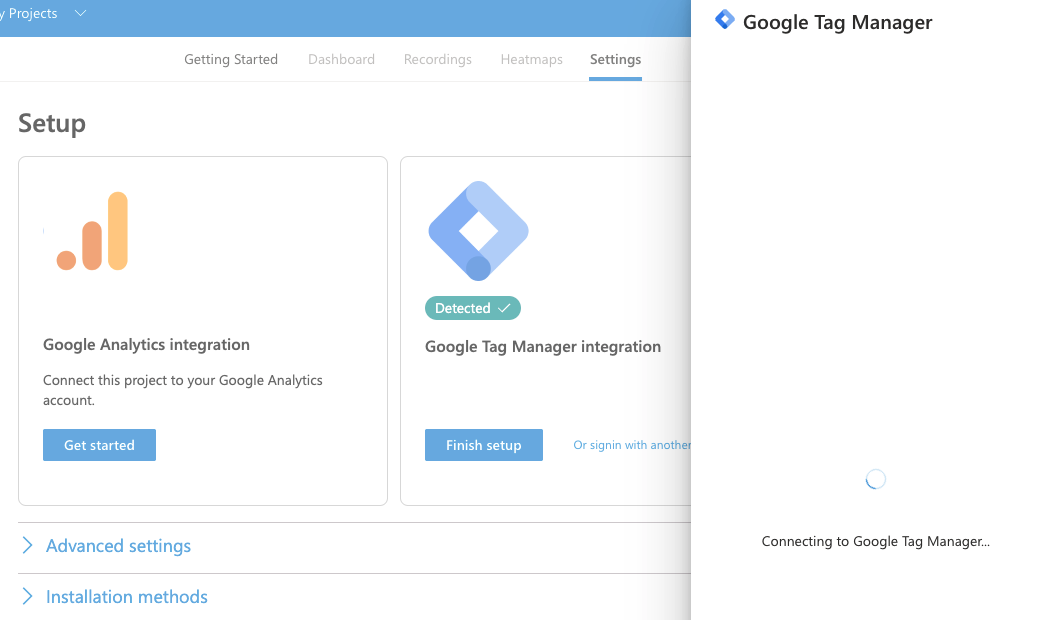 Projects
Getting Started
Dashboard
Recordings
Heatmaps
Settings
Setup
Google Analytics integration
Connect this project to your Google Analytics
account.
Get started
Detected
Google Tag Manager integration
Finish setup
Or signin with another
Advanced settings
Installation methods
Google Tag Manager
Connecting to Google Tag Manager...